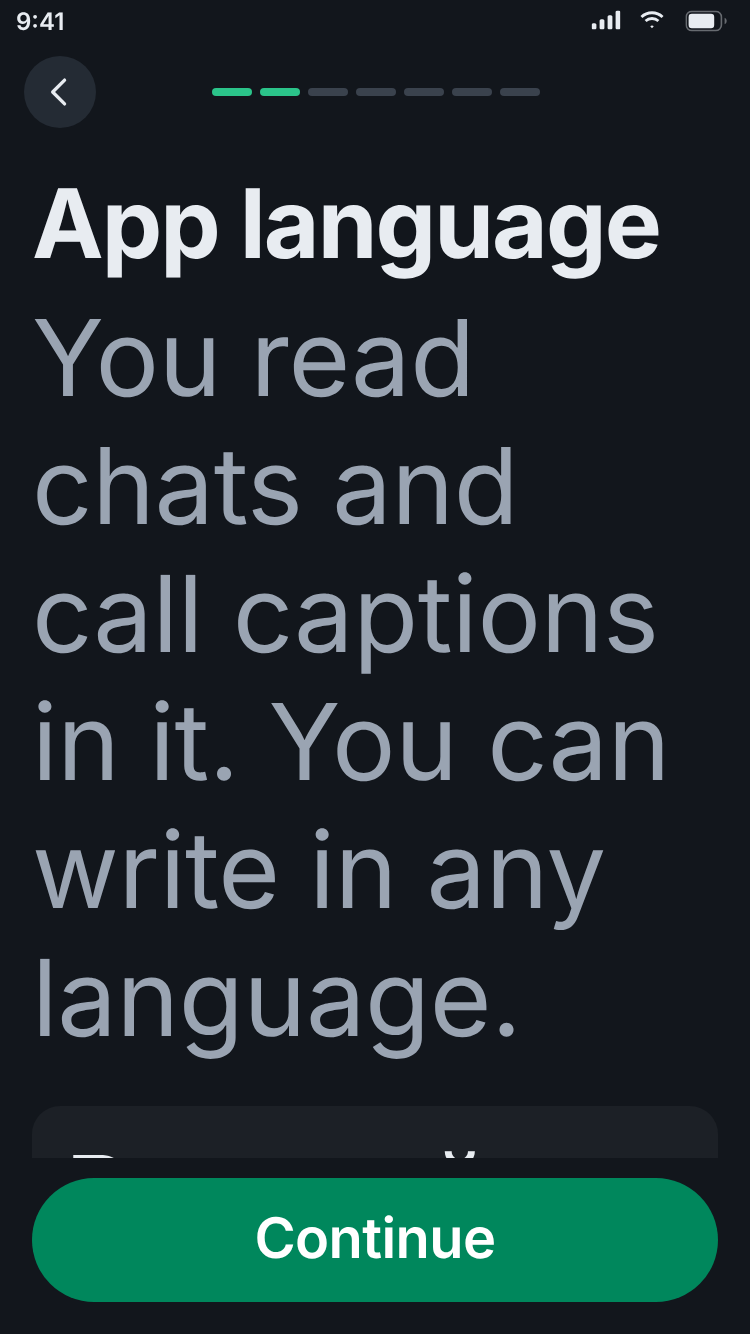 9:41
App language
You read
chats and
call captions
in it. You can
write in any
language.
Continue